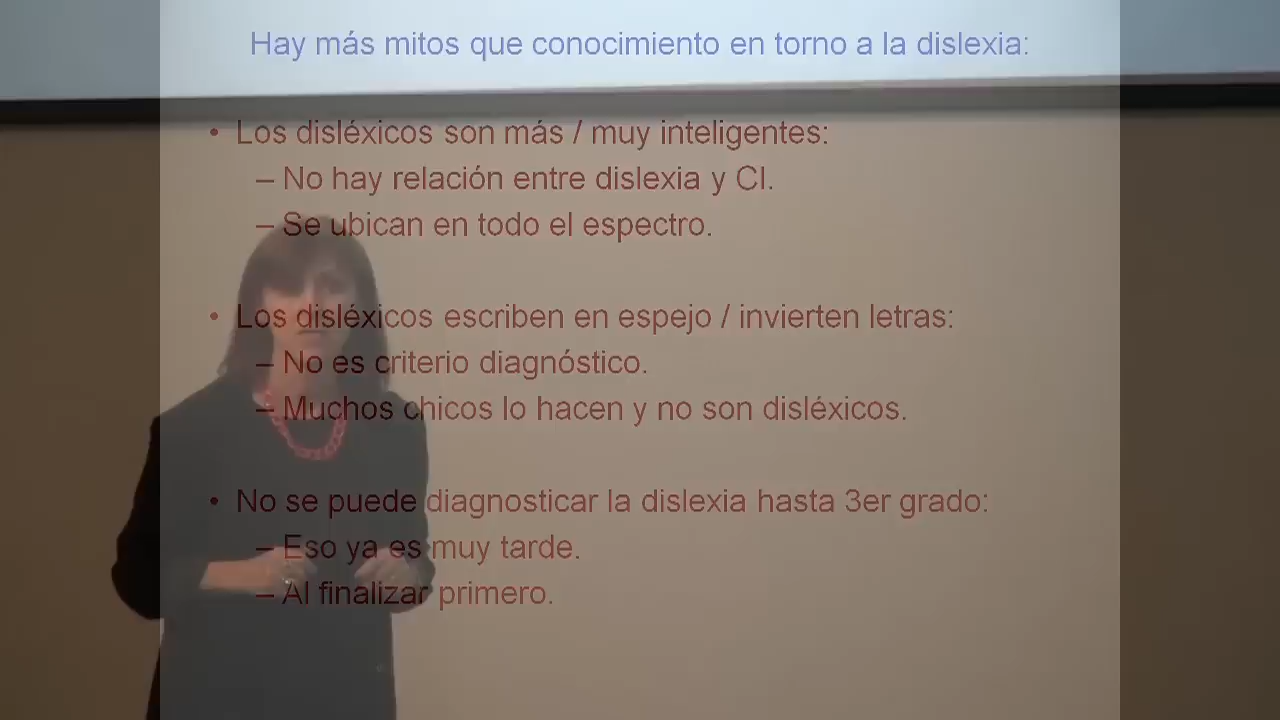 Hay más mitos que conocimiento en torno a la dislexia:
• Los disléxicos son más / muy inteligentes:
– No hay relación entre dislexia y CI.
– Se ubican en todo el espectro.
• Los disléxicos escriben en espejo / invierten letras:
– No es criterio diagnóstico.
– Muchos chicos lo hacen y no son disléxicos.
• No se puede diagnosticar la dislexia hasta 3er grado:
– Eso ya es muy tarde.
– Al finalizar primero.